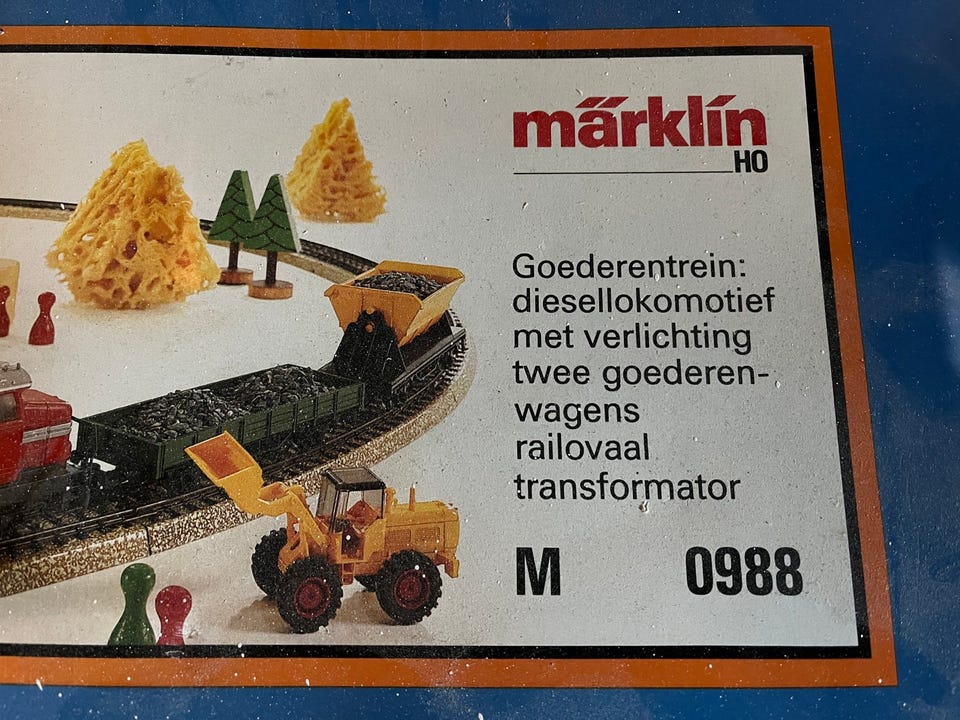 märklin
HO
Goederentrein:
diesellokomotief
met verlichting
twee goederen-
wagens
railovaal
transformator
M 0988